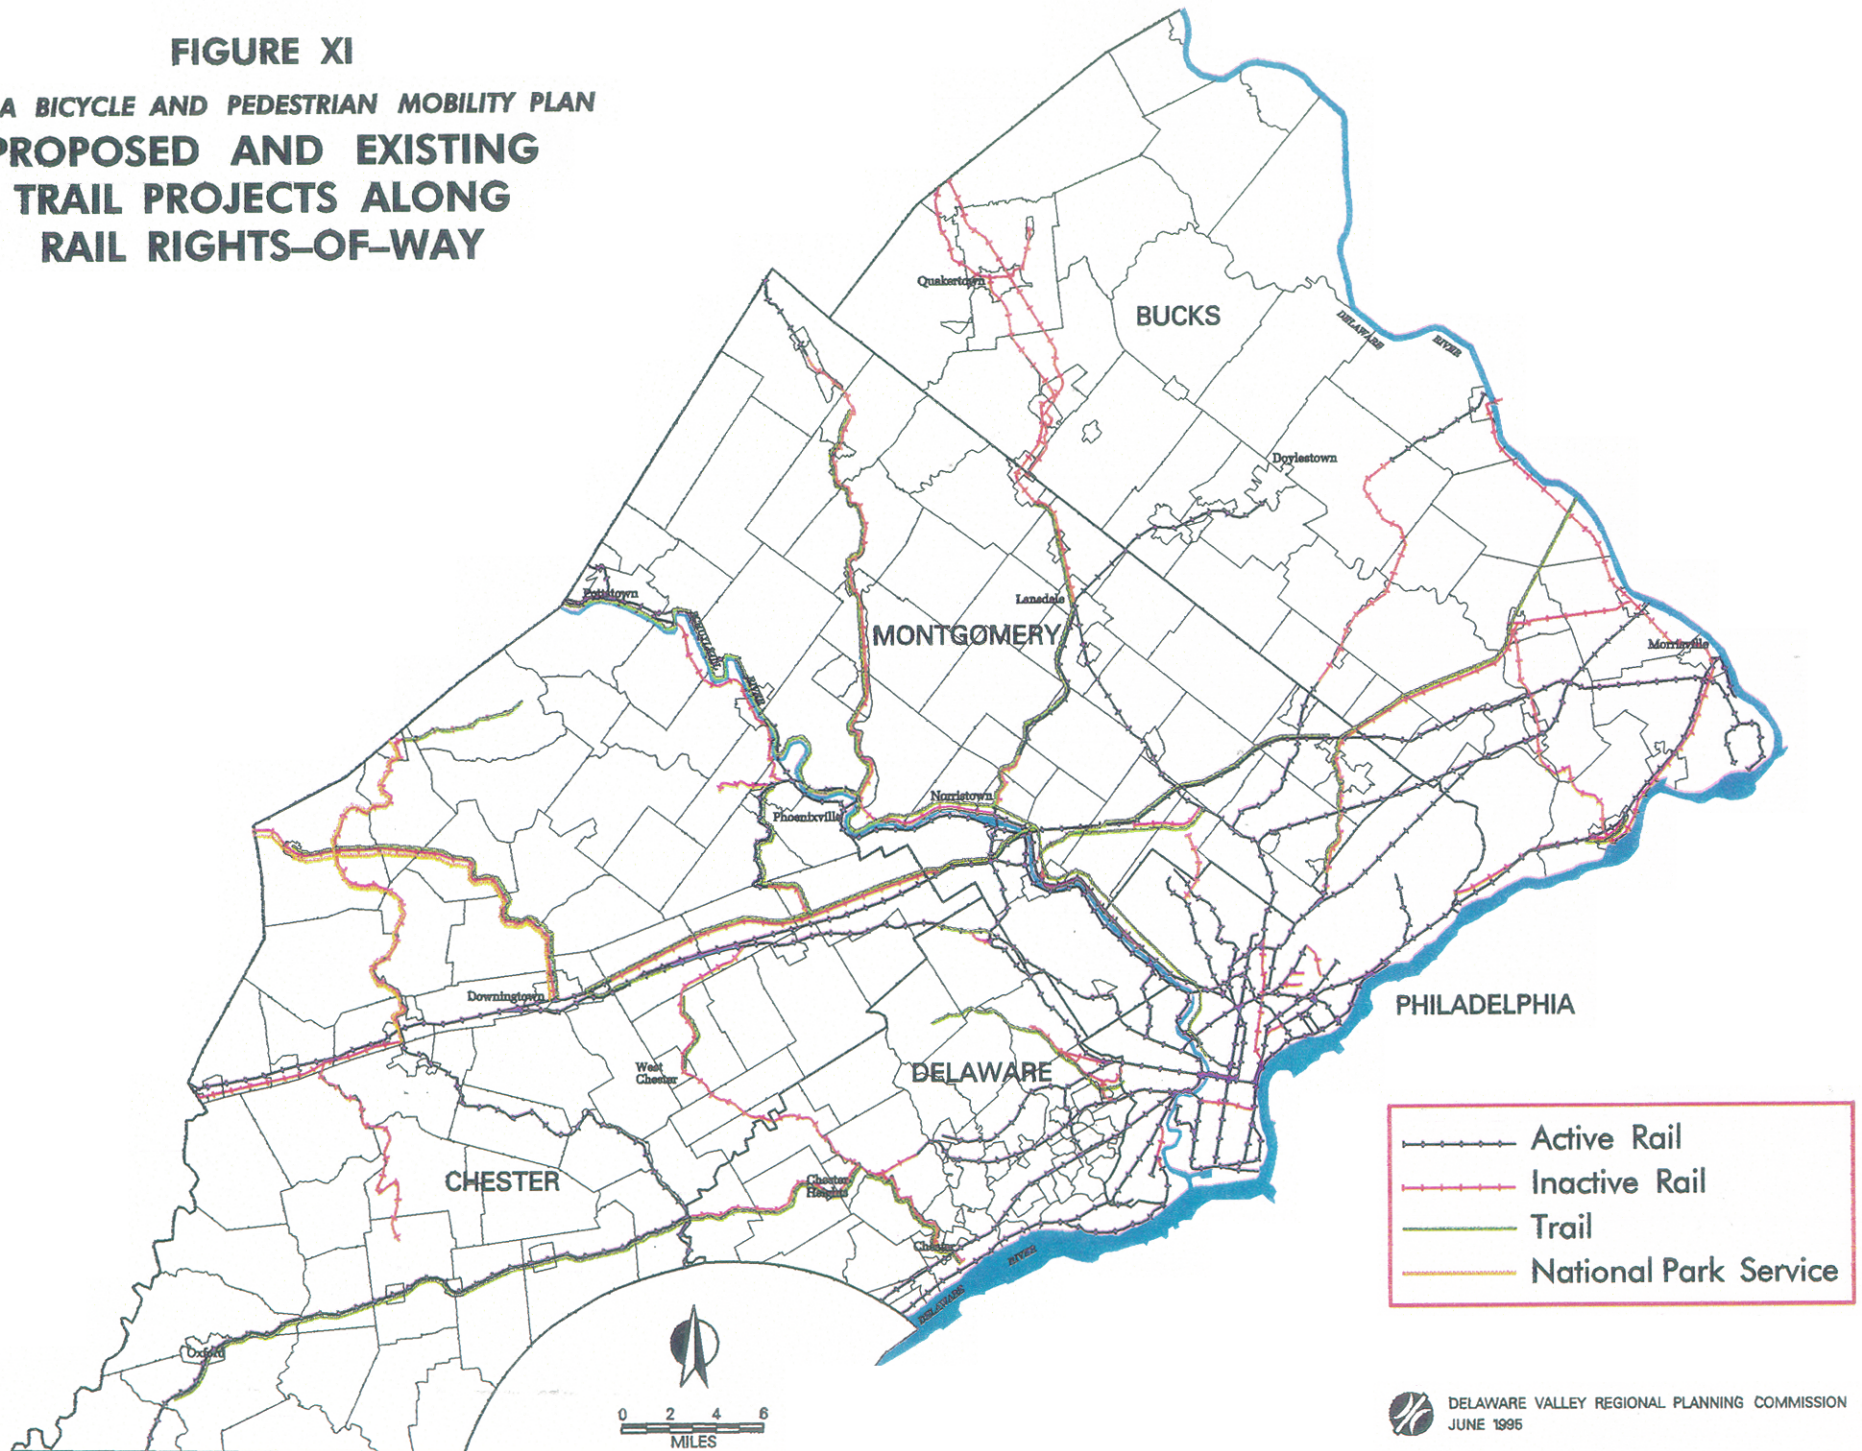 FIGURE XI
A BICYCLE AND PEDESTRIAN MOBILITY PLAN
PROPOSED AND EXISTING
TRAIL PROJECTS ALONG
RAIL RIGHTS–OF–WAY
Quakertown
BUCKS
DELAWARE
RIVER
Doylestown
Pottstown
Lansdale
SCHUYLKILL
MONTGOMERY
Morrisville
RIVER
Norristown
Phoenixville
Downingtown
PHILADELPHIA
West
Chester
DELAWARE
CHESTER
Chester
Heights
Chester
RIVER
DELAWARE
Oxford
Active Rail
Inactive Rail
Trail
National Park Service
0 2 4 6
MILES
DELAWARE VALLEY REGIONAL PLANNING COMMISSION
JUNE 1995